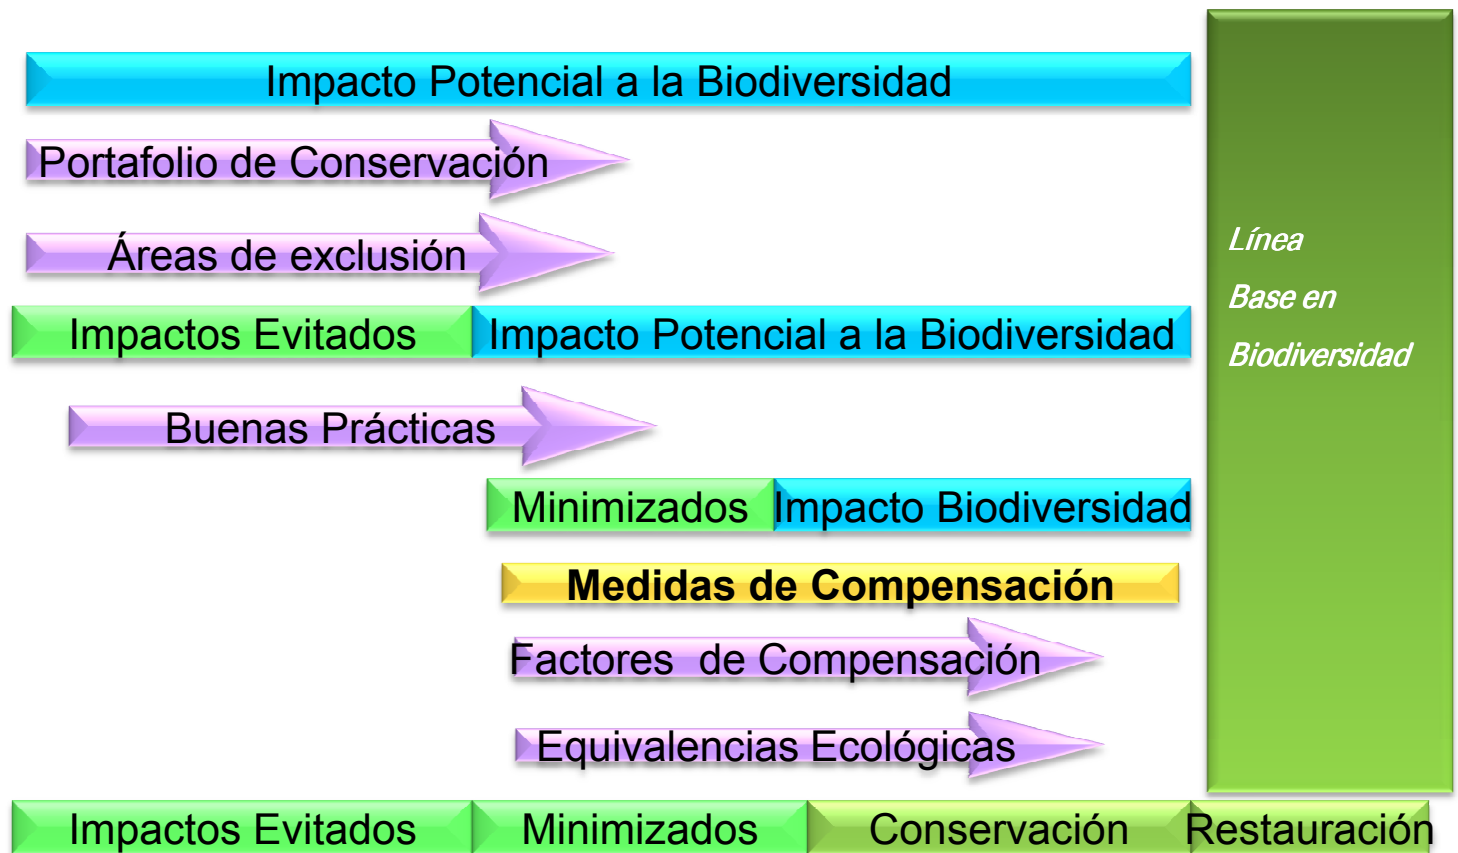 Impacto Potencial a la Biodiversidad
Portafolio de Conservación
Áreas de exclusión
Línea
Base en
Biodiversidad
Impactos Evitados
Impacto Potencial a la Biodiversidad
Buenas Prácticas
Minimizados
Impacto Biodiversidad
Medidas de Compensación
Factores de Compensación
Equivalencias Ecológicas
Impactos Evitados
Minimizados
Conservación
Restauración